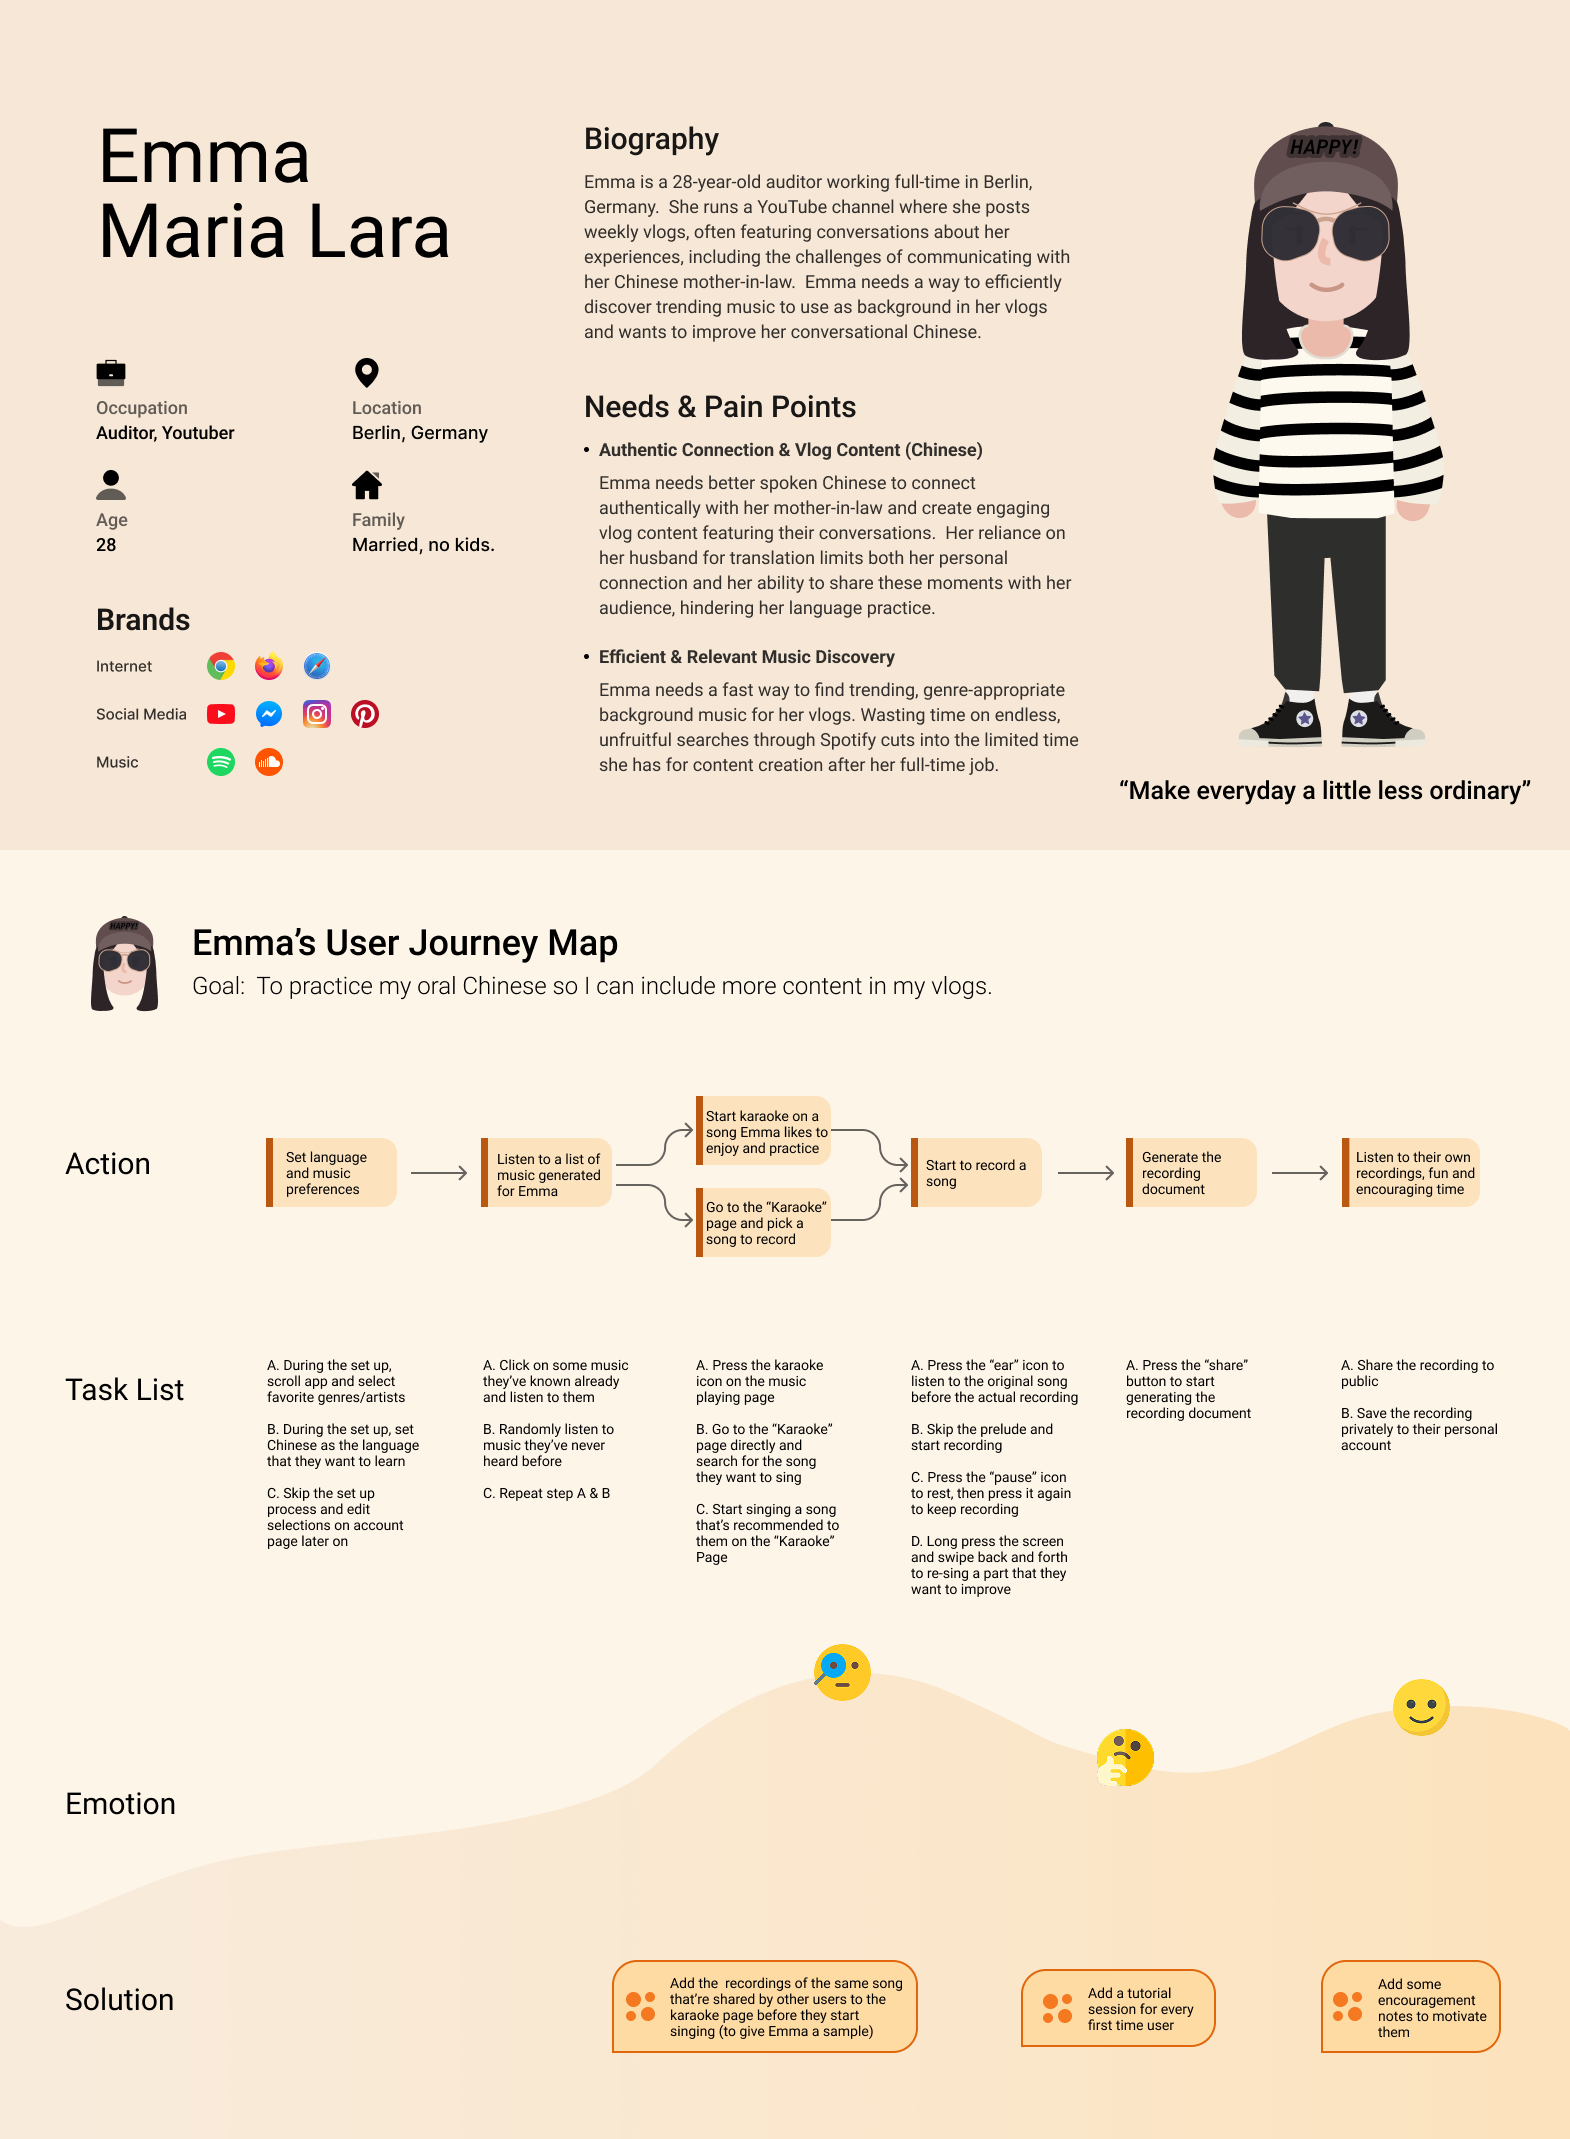 Emma
Maria Lara
Occupation
Auditor, Youtuber
Location
Berlin, Germany
Age
28
Family
Married, no kids.
Brands
Internet
Social Media
Music
Biography
Emma is a 28-year-old auditor working full-time in Berlin,
Germany.  She runs a YouTube channel where she posts
weekly vlogs, often featuring conversations about her
experiences, including the challenges of communicating with
her Chinese mother-in-law.  Emma needs a way to efficiently
discover trending music to use as background in her vlogs
and wants to improve her conversational Chinese.
Needs & Pain Points
• Authentic Connection & Vlog Content (Chinese)
Emma needs better spoken Chinese to connect
authentically with her mother-in-law and create engaging
vlog content featuring their conversations.  Her reliance on
her husband for translation limits both her personal
connection and her ability to share these moments with her
audience, hindering her language practice.
• Efficient & Relevant Music Discovery
Emma needs a fast way to find trending, genre-appropriate
background music for her vlogs. Wasting time on endless,
unfruitful searches through Spotify cuts into the limited time
she has for content creation after her full-time job.
HAPPY!
“Make everyday a little less ordinary”
HAPPY!
Emma’s User Journey Map
Goal:  To practice my oral Chinese so I can include more content in my vlogs.
Action
Set language
and music
preferences
Listen to a list of
music generated
for Emma
Start karaoke on a
song Emma likes to
enjoy and practice
Go to the “Karaoke”
page and pick a
song to record
Start to record a
song
Generate the
recording
document
Listen to their own
recordings, fun and
encouraging time
Task List
A. During the set up,
scroll app and select
favorite genres/artists
B. During the set up, set
Chinese as the language
that they want to learn
C. Skip the set up
process and edit
selections on account
page later on
A. Click on some music
they’ve known already
and listen to them
B. Randomly listen to
music they’ve never
heard before
C. Repeat step A & B
A. Press the karaoke
icon on the music
playing page
B. Go to the “Karaoke”
page directly and
search for the song
they want to sing
C. Start singing a song
that’s recommended to
them on the “Karaoke”
Page
A. Press the “ear” icon to
listen to the original song
before the actual recording
B. Skip the prelude and
start recording
C. Press the “pause” icon
to rest, then press it again
to keep recording
D. Long press the screen
and swipe back and forth
to re-sing a part that they
want to improve
A. Press the “share”
button to start
generating the
recording document
A. Share the recording to
public
B. Save the recording
privately to their personal
account
Emotion
Solution
Add the  recordings of the same song
that’re shared by other users to the
karaoke page before they start
singing (to give Emma a sample)
Add a tutorial
session for every
first time user
Add some
encouragement
notes to motivate
them